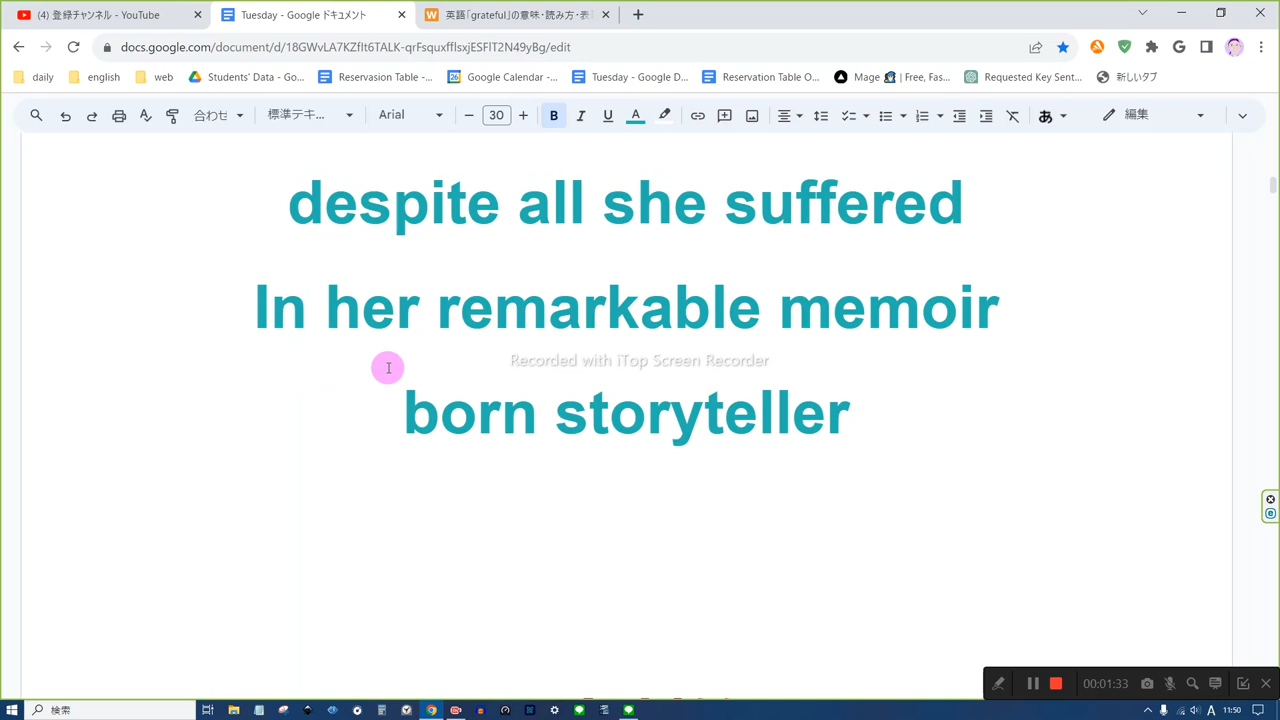 (4) 登録チャンネル - YouTube
Tuesday - Google ドキュメント
英語「grateful」の意味・読み方・表
docs.google.com/document/d/18GWvLA7KZflt6TALK-qrFsquxfflsxjESFlT2N49yBg/edit
daily english web Students' Data - Go... Reservasion Table -... Google Calendar -... Tuesday - Google D... Reservation Table O... Mage | Free, Fas... Requested Key Sent... 新しいタブ
合わせ 標準テキ... Arial 30 B I U A あ 編集
despite all she suffered
In her remarkable memoir
Recorded with iTop Screen Recorder
born storyteller
00:01:33
検索 A 11:50